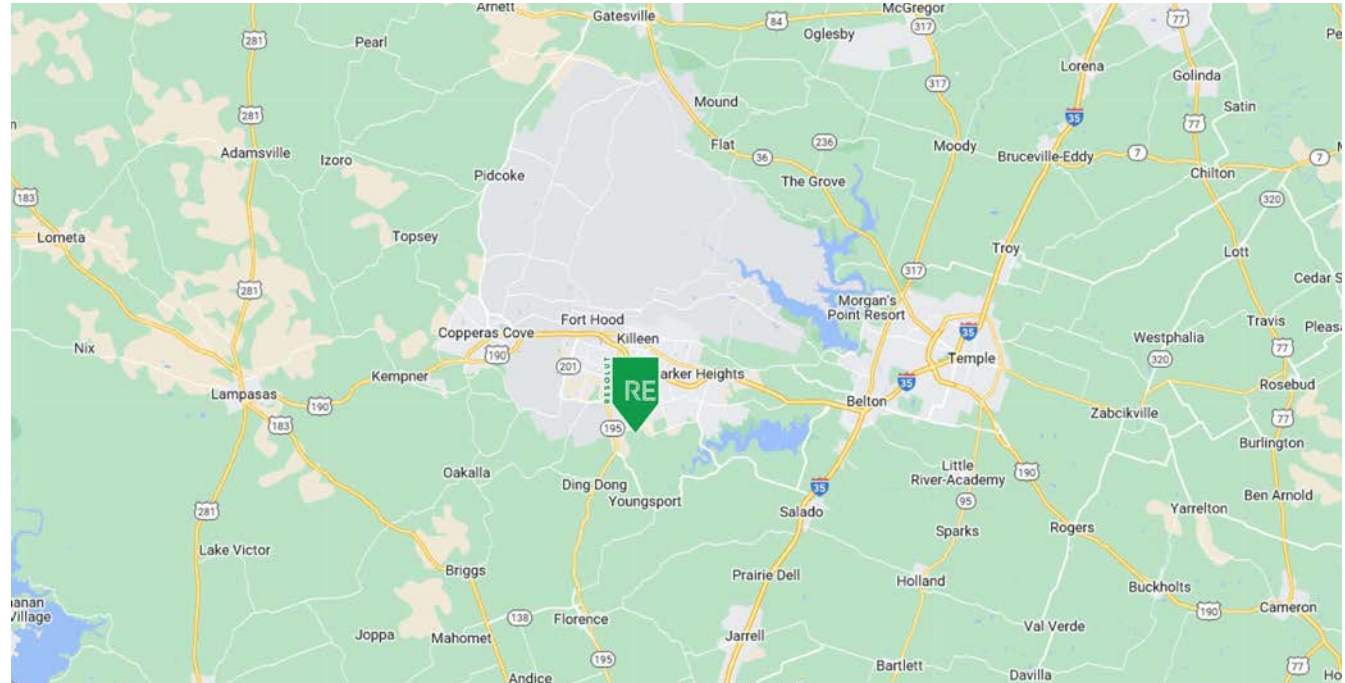 Arnett
Gatesville
84
McGregor
317
Oglesby
77
Pe
281
Pearl
317
Lorena
Golinda
Satin
35
77
Mound
281
Flat
36
236
Moody
Bruceville-Eddy
7
7
Chilton
Adamsville
Izoro
Pidcoke
The Grove
183
320
Lometa
Topsey
Troy
Lott
317
Cedar S
281
Morgan's
Point Resort
Fort Hood
Copperas Cove
Killeen
190
35
Travis
Pleas
77
Westphalia
320
Nix
Kempner
201
RESOLUT
RE
arker Heights
Temple
35
Belton
Rosebud
Lampasas
190
183
195
Zabcikville
77
Burlington
Oakalla
Ding Dong
Youngsport
Little
River-Academy
190
35
95
Ben Arnold
281
Salado
Sparks
Rogers
Yarrelton
Lake Victor
Briggs
Prairie Dell
Holland
Buckholts
190
Cameron
anan
Village
138
Florence
Joppa
Mahomet
Jarrell
Val Verde
195
Bartlett
Davilla
77
Ho
Andice